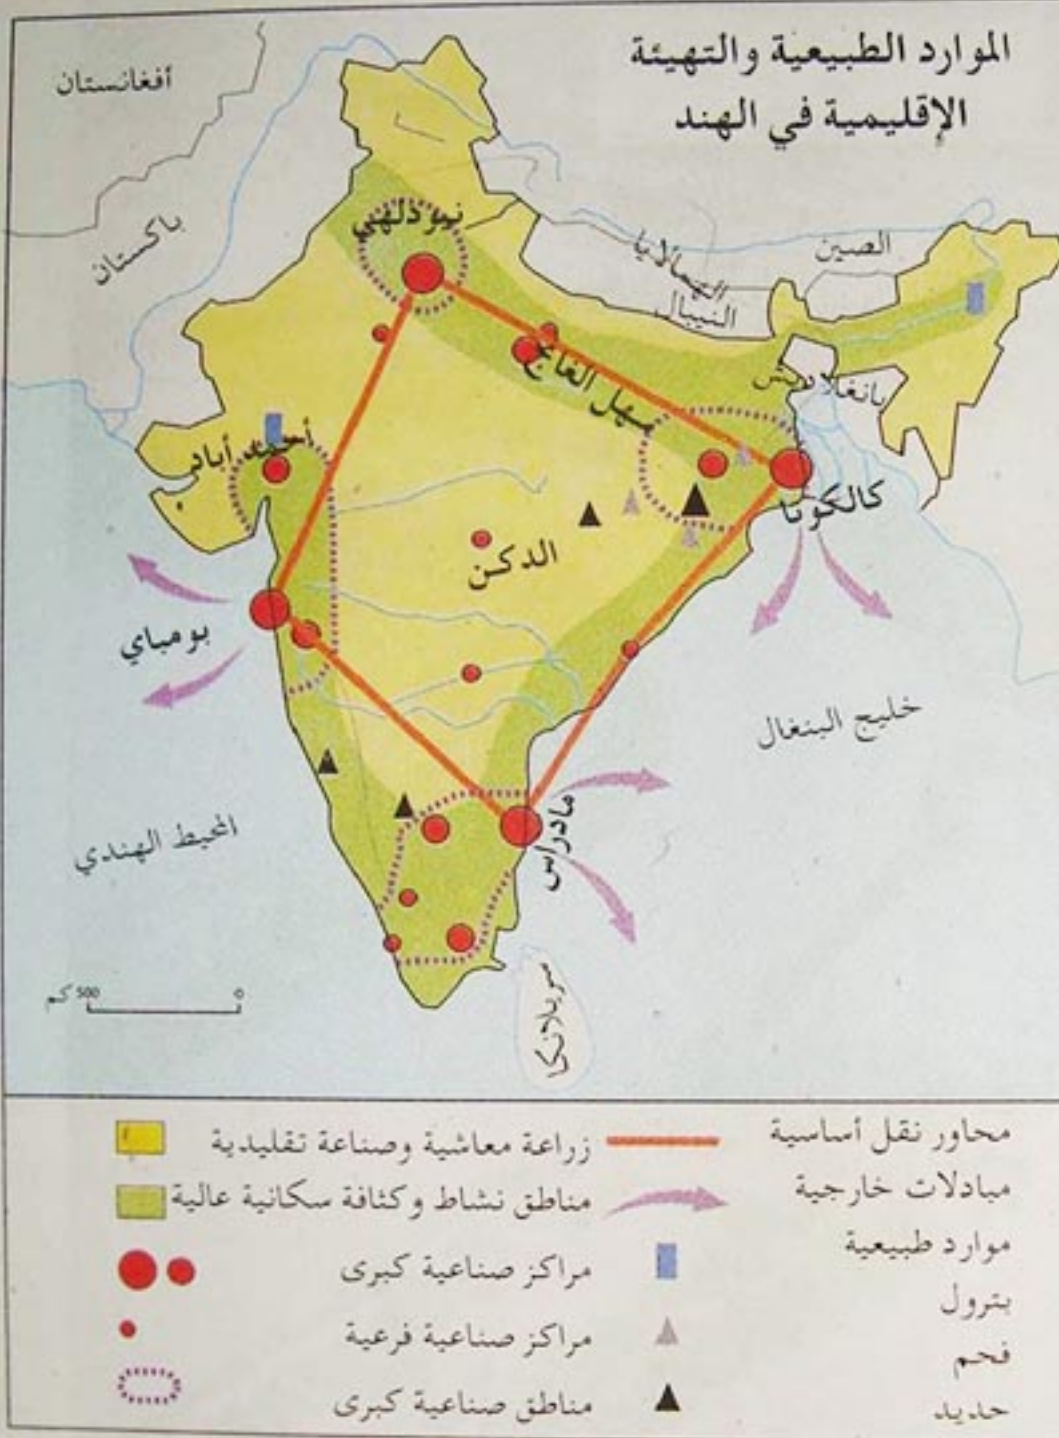 الموارد الطبيعية والتهيئة
الإقليمية في الهند
أفغانستان
باكستان
نيودلهي
الصين
الهمالايا
النيبال
بانغلاديش
سهل الغانج
أحمد أباد
كالكوتا
الدكن
بومباي
خليج البنغال
المحيط الهندي
مادراس
سريلانكا
500 كم
0
محاور نقل أساسية
مبادلات خارجية
موارد طبيعية
بترول
فحم
حديد
زراعة معاشية وصناعة تقليدية
مناطق نشاط وكثافة سكانية عالية
مراكز صناعية كبرى
مراكز صناعية فرعية
مناطق صناعية كبرى